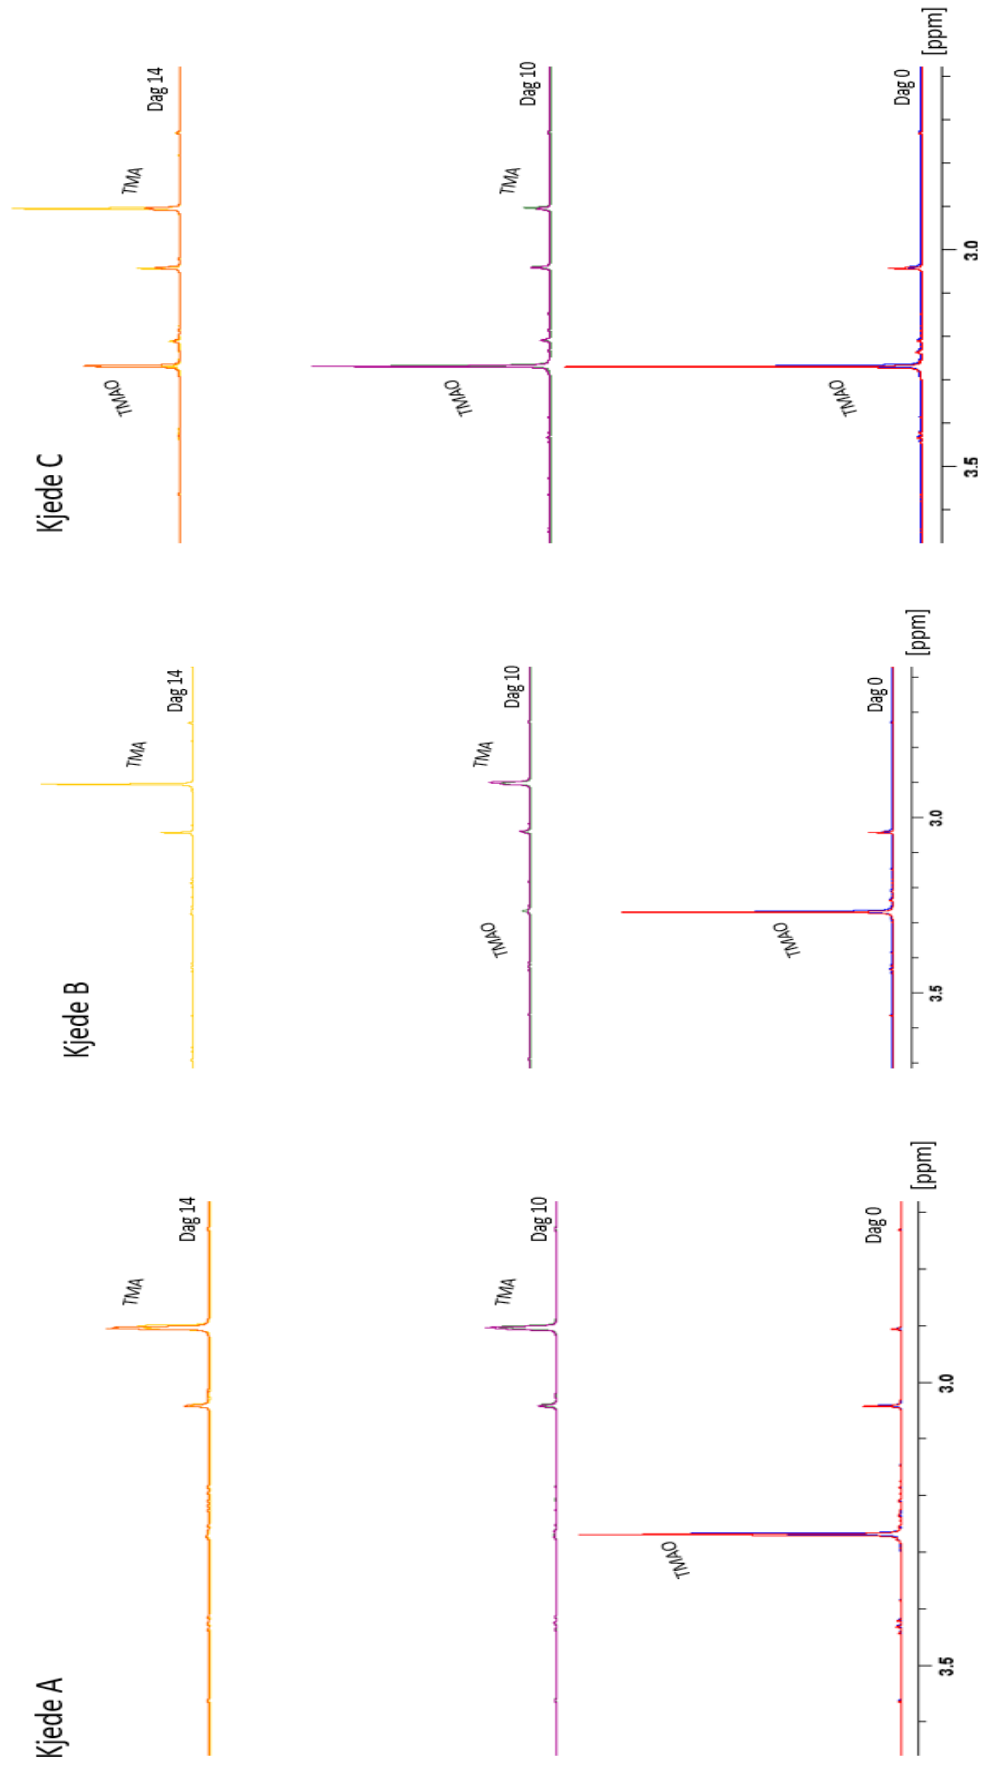 Kjede A
TMA
Dag 14
TMA
Dag 10
TMAO
Dag 0
3.5
3.0
[ppm]
Kjede B
TMA
Dag 14
TMAO
TMA
Dag 10
TMAO
Dag 0
3.5
3.0
[ppm]
Kjede C
TMAO
TMA
Dag 14
TMAO
TMA
Dag 10
TMAO
Dag 0
3.5
3.0
[ppm]